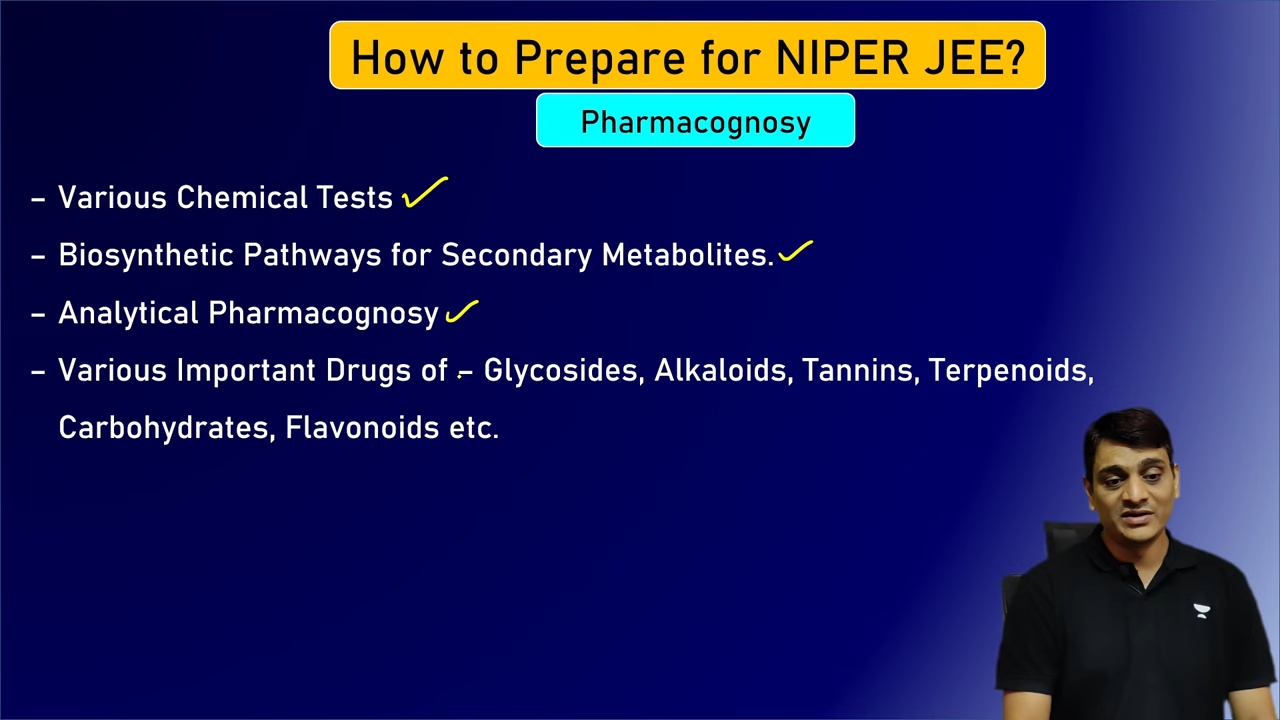 How to Prepare for NIPER JEE?
Pharmacognosy
– Various Chemical Tests
– Biosynthetic Pathways for Secondary Metabolites.
– Analytical Pharmacognosy
– Various Important Drugs of – Glycosides, Alkaloids, Tannins, Terpenoids,
Carbohydrates, Flavonoids etc.